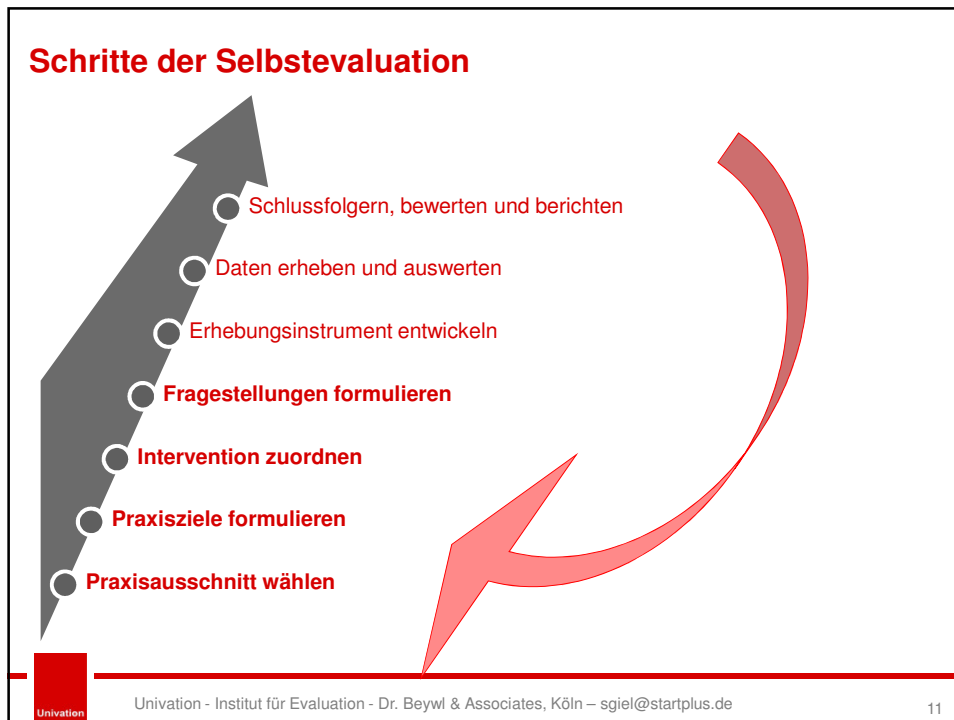 Schritte der Selbstevaluation
Schlussfolgern, bewerten und berichten
Daten erheben und auswerten
Erhebungsinstrument entwickeln
Fragestellungen formulieren
Intervention zuordnen
Praxisziele formulieren
Praxisausschnitt wählen
Univation
Univation - Institut für Evaluation - Dr. Beywl & Associates, Köln – sgiel@startplus.de
11